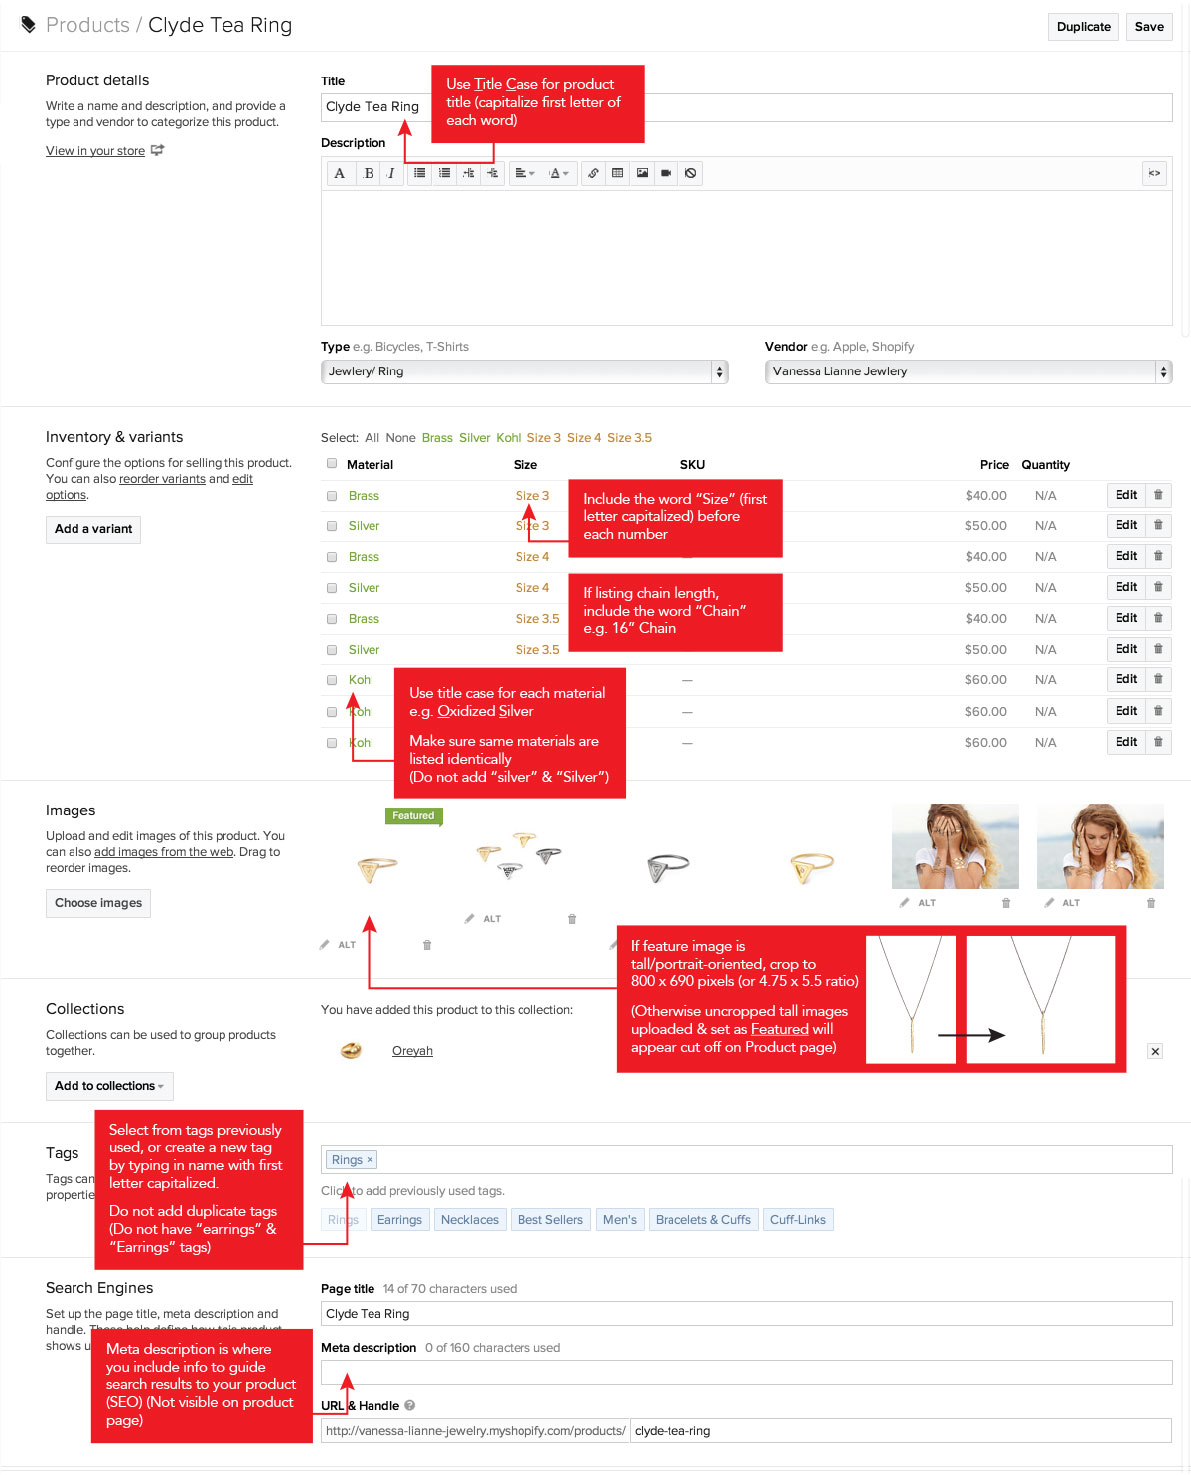 Products / Clyde Tea Ring
Duplicate
Save
Product details
Write a name and description, and provide a
type and vendor to categorize this product.
View in your store
Title
Clyde Tea Ring
Use Title Case for product
title (capitalize first letter of
each word)
Description
A B I
A
<>
Type e.g. Bicycles, T-Shirts
Jewlery/ Ring
Vendor e.g. Apple, Shopify
Vanessa Lianne Jewlery
Inventory & variants
Configure the options for selling this product.
You can also reorder variants and edit
options.
Add a variant
Select: All None Brass Silver Kohl Size 3 Size 4 Size 3.5
Material Size SKU Price Quantity
Brass Size 3 $40.00 N/A Edit
Silver Size 3 $50.00 N/A Edit
Brass Size 4 — $40.00 N/A Edit
Silver Size 4 $50.00 N/A Edit
Brass Size 3.5 $40.00 N/A Edit
Silver Size 3.5 $50.00 N/A Edit
Koh — $60.00 N/A Edit
Koh — $60.00 N/A Edit
Koh — $60.00 N/A Edit
Include the word “Size” (first
letter capitalized) before
each number
If listing chain length,
include the word “Chain”
e.g. 16” Chain
Use title case for each material
e.g. Oxidized Silver
Make sure same materials are
listed identically
(Do not add “silver” & “Silver”)
Images
Upload and edit images of this product. You
can also add images from the web. Drag to
reorder images.
Choose images
Featured
ALT
ALT
ALT
ALT
If feature image is
tall/portrait-oriented, crop to
800 x 690 pixels (or 4.75 x 5.5 ratio)
(Otherwise uncropped tall images
uploaded & set as Featured will
appear cut off on Product page)
Collections
Collections can be used to group products
together.
Add to collections
You have added this product to this collection:
Oreyah
×
Tags
Tags can
properties
Select from tags previously
used, or create a new tag
by typing in name with first
letter capitalized.
Do not add duplicate tags
(Do not have “earrings” &
“Earrings” tags)
Rings ×
Click to add previously used tags.
Rings Earrings Necklaces Best Sellers Men's Bracelets & Cuffs Cuff-Links
Search Engines
Set up the page title, meta description and
handle. These help define how this product
shows u
Meta description is where
you include info to guide
search results to your product
(SEO) (Not visible on product
page)
Page title 14 of 70 characters used
Clyde Tea Ring
Meta description 0 of 160 characters used
URL & Handle ?
http://vanessa-lianne-jewelry.myshopify.com/products/ clyde-tea-ring